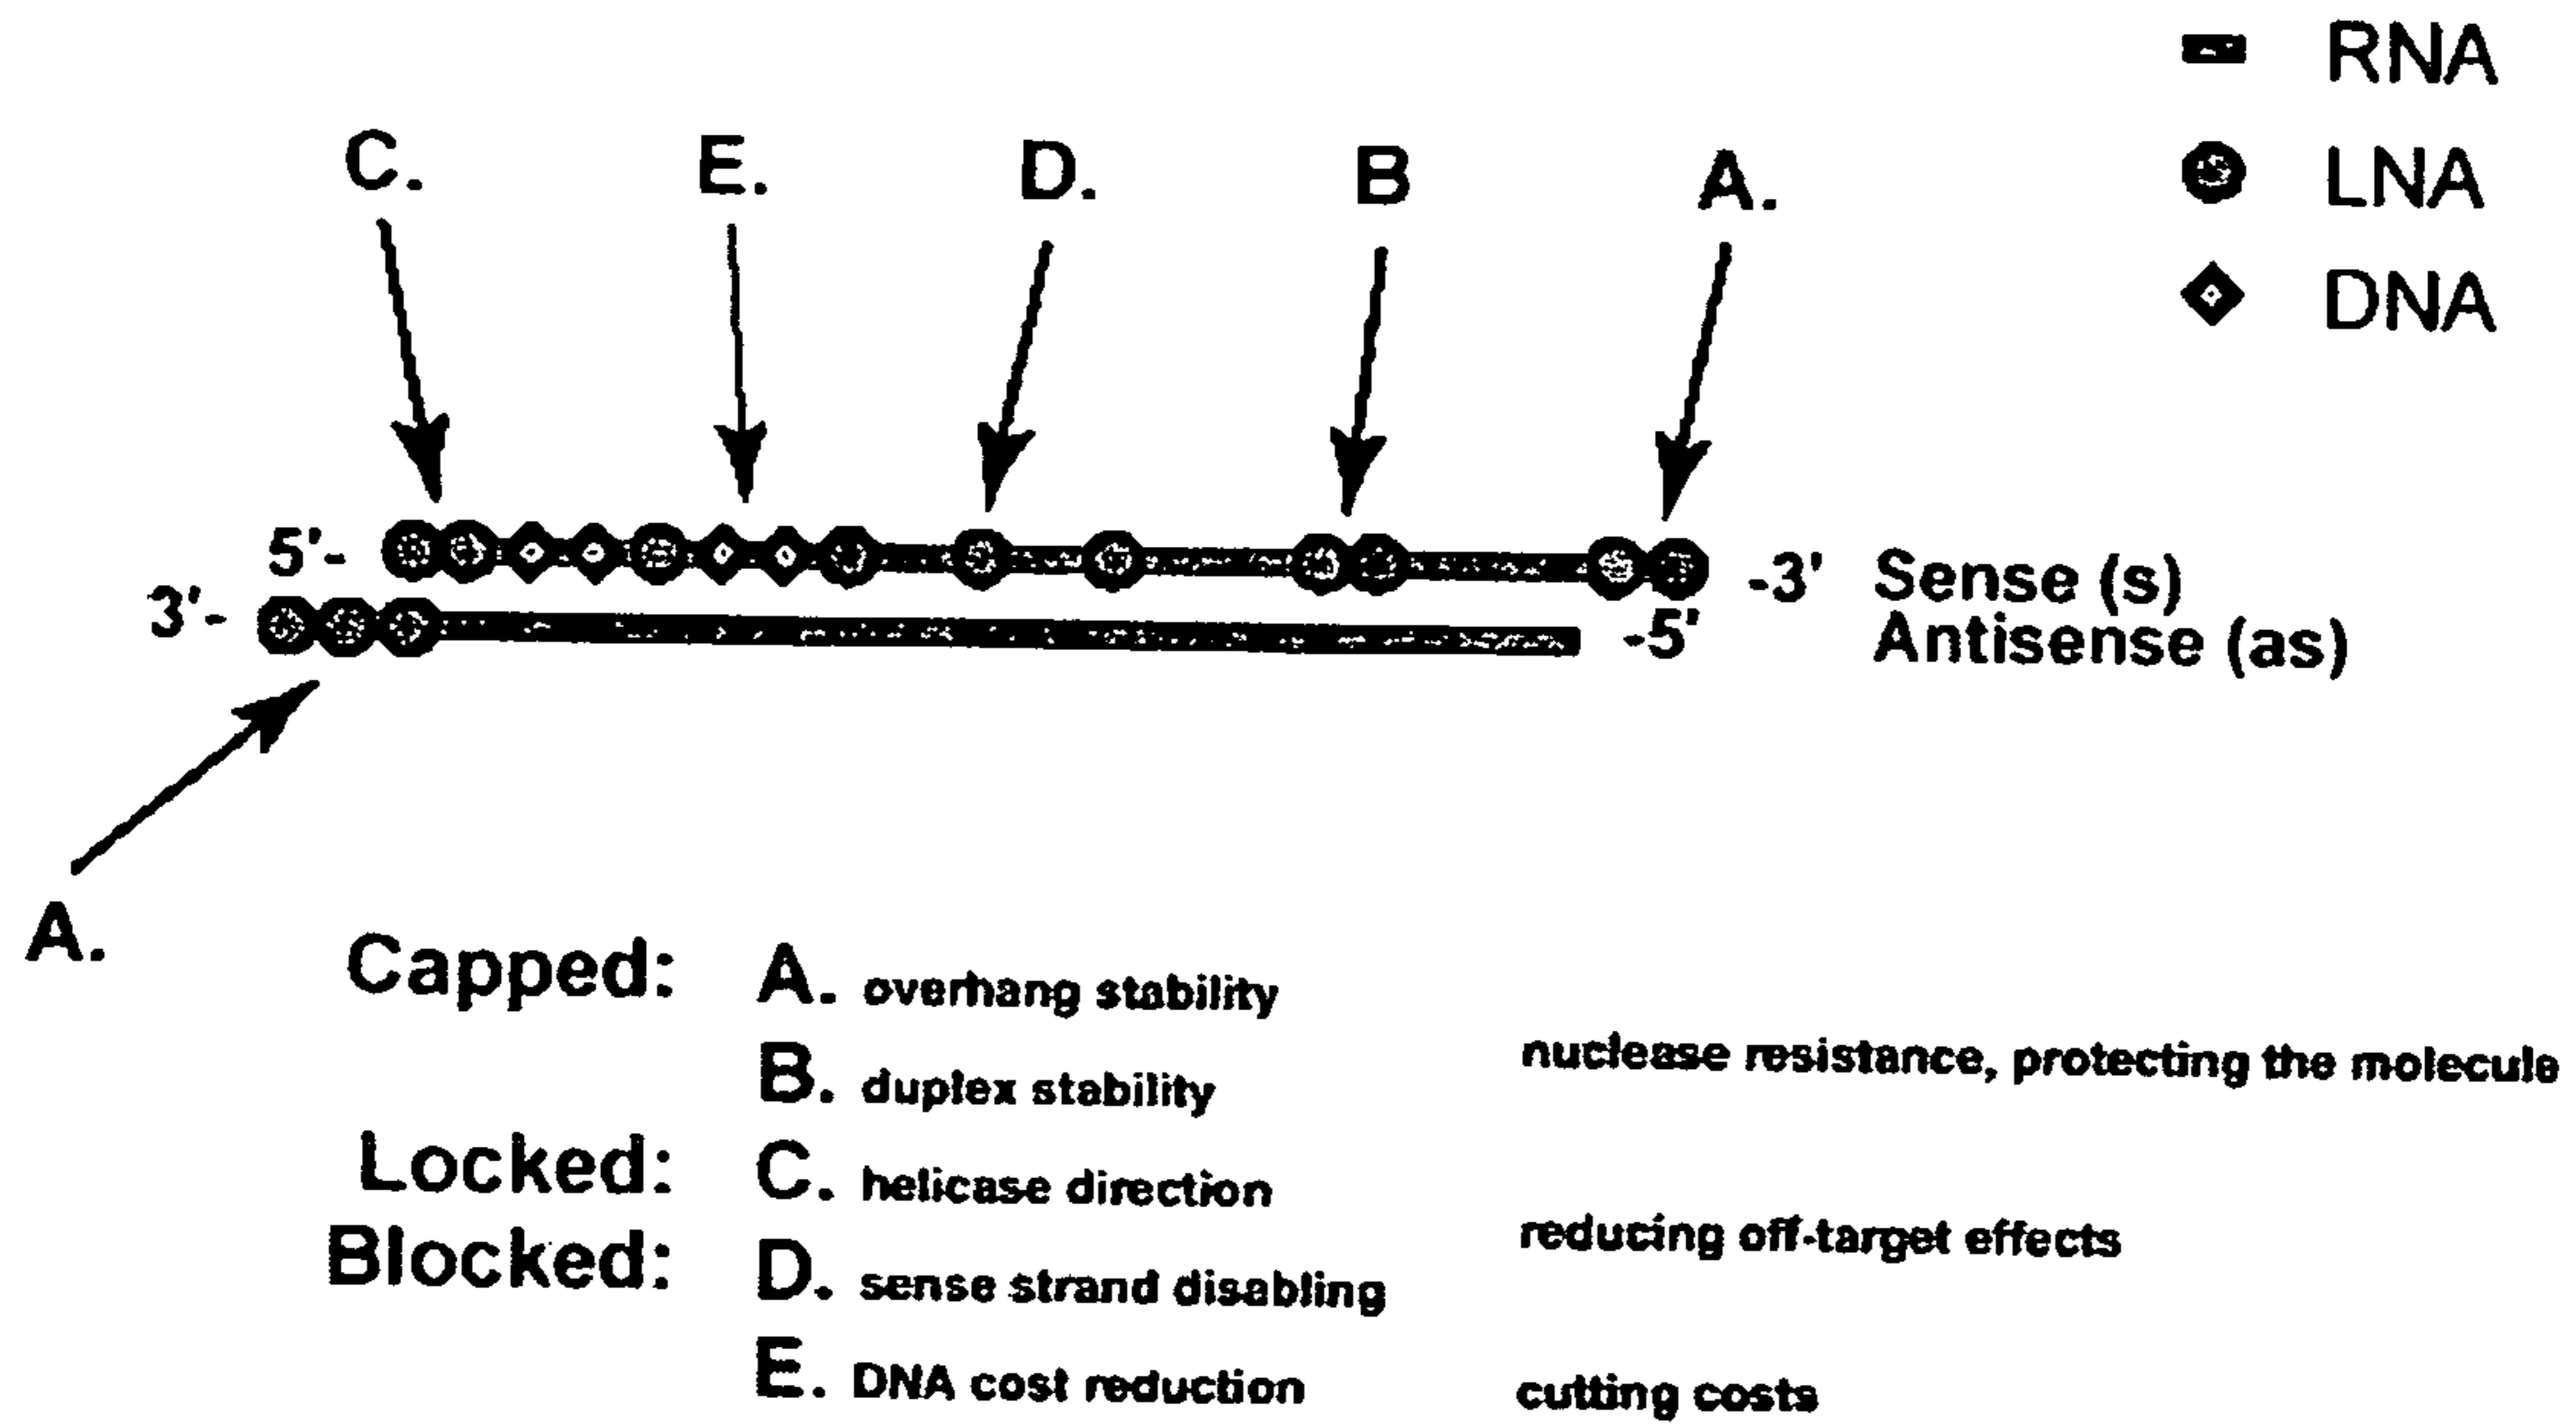 RNA
LNA
DNA
C. E. D. B A.
5'- -3' Sense (s)
3'- -5' Antisense (as)
A.
Capped: A. overhang stability
nuclease resistance, protecting the molecule
B. duplex stability
Locked: C. helicase direction
reducing off-target effects
Blocked: D. sense strand disabling
E. DNA cost reduction cutting costs